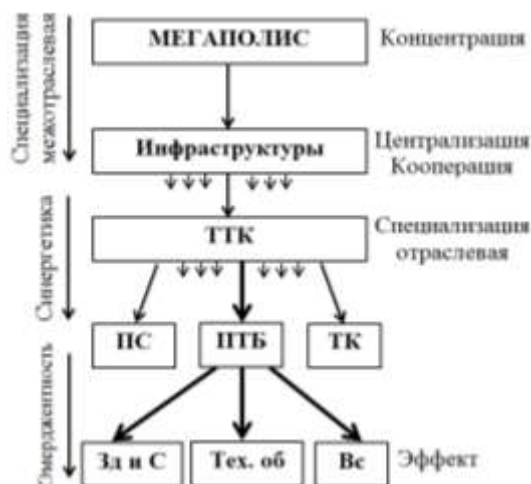 Специализация
межотраслевая
МЕГАПОЛИС
Концентрация
Инфраструктуры
Централизация
Кооперация
Синергетика
ТТК
Специализация
отраслевая
ПС
ПТБ
ТК
Эмерджентность
Зд и С
Тех. об
Вс
Эффект